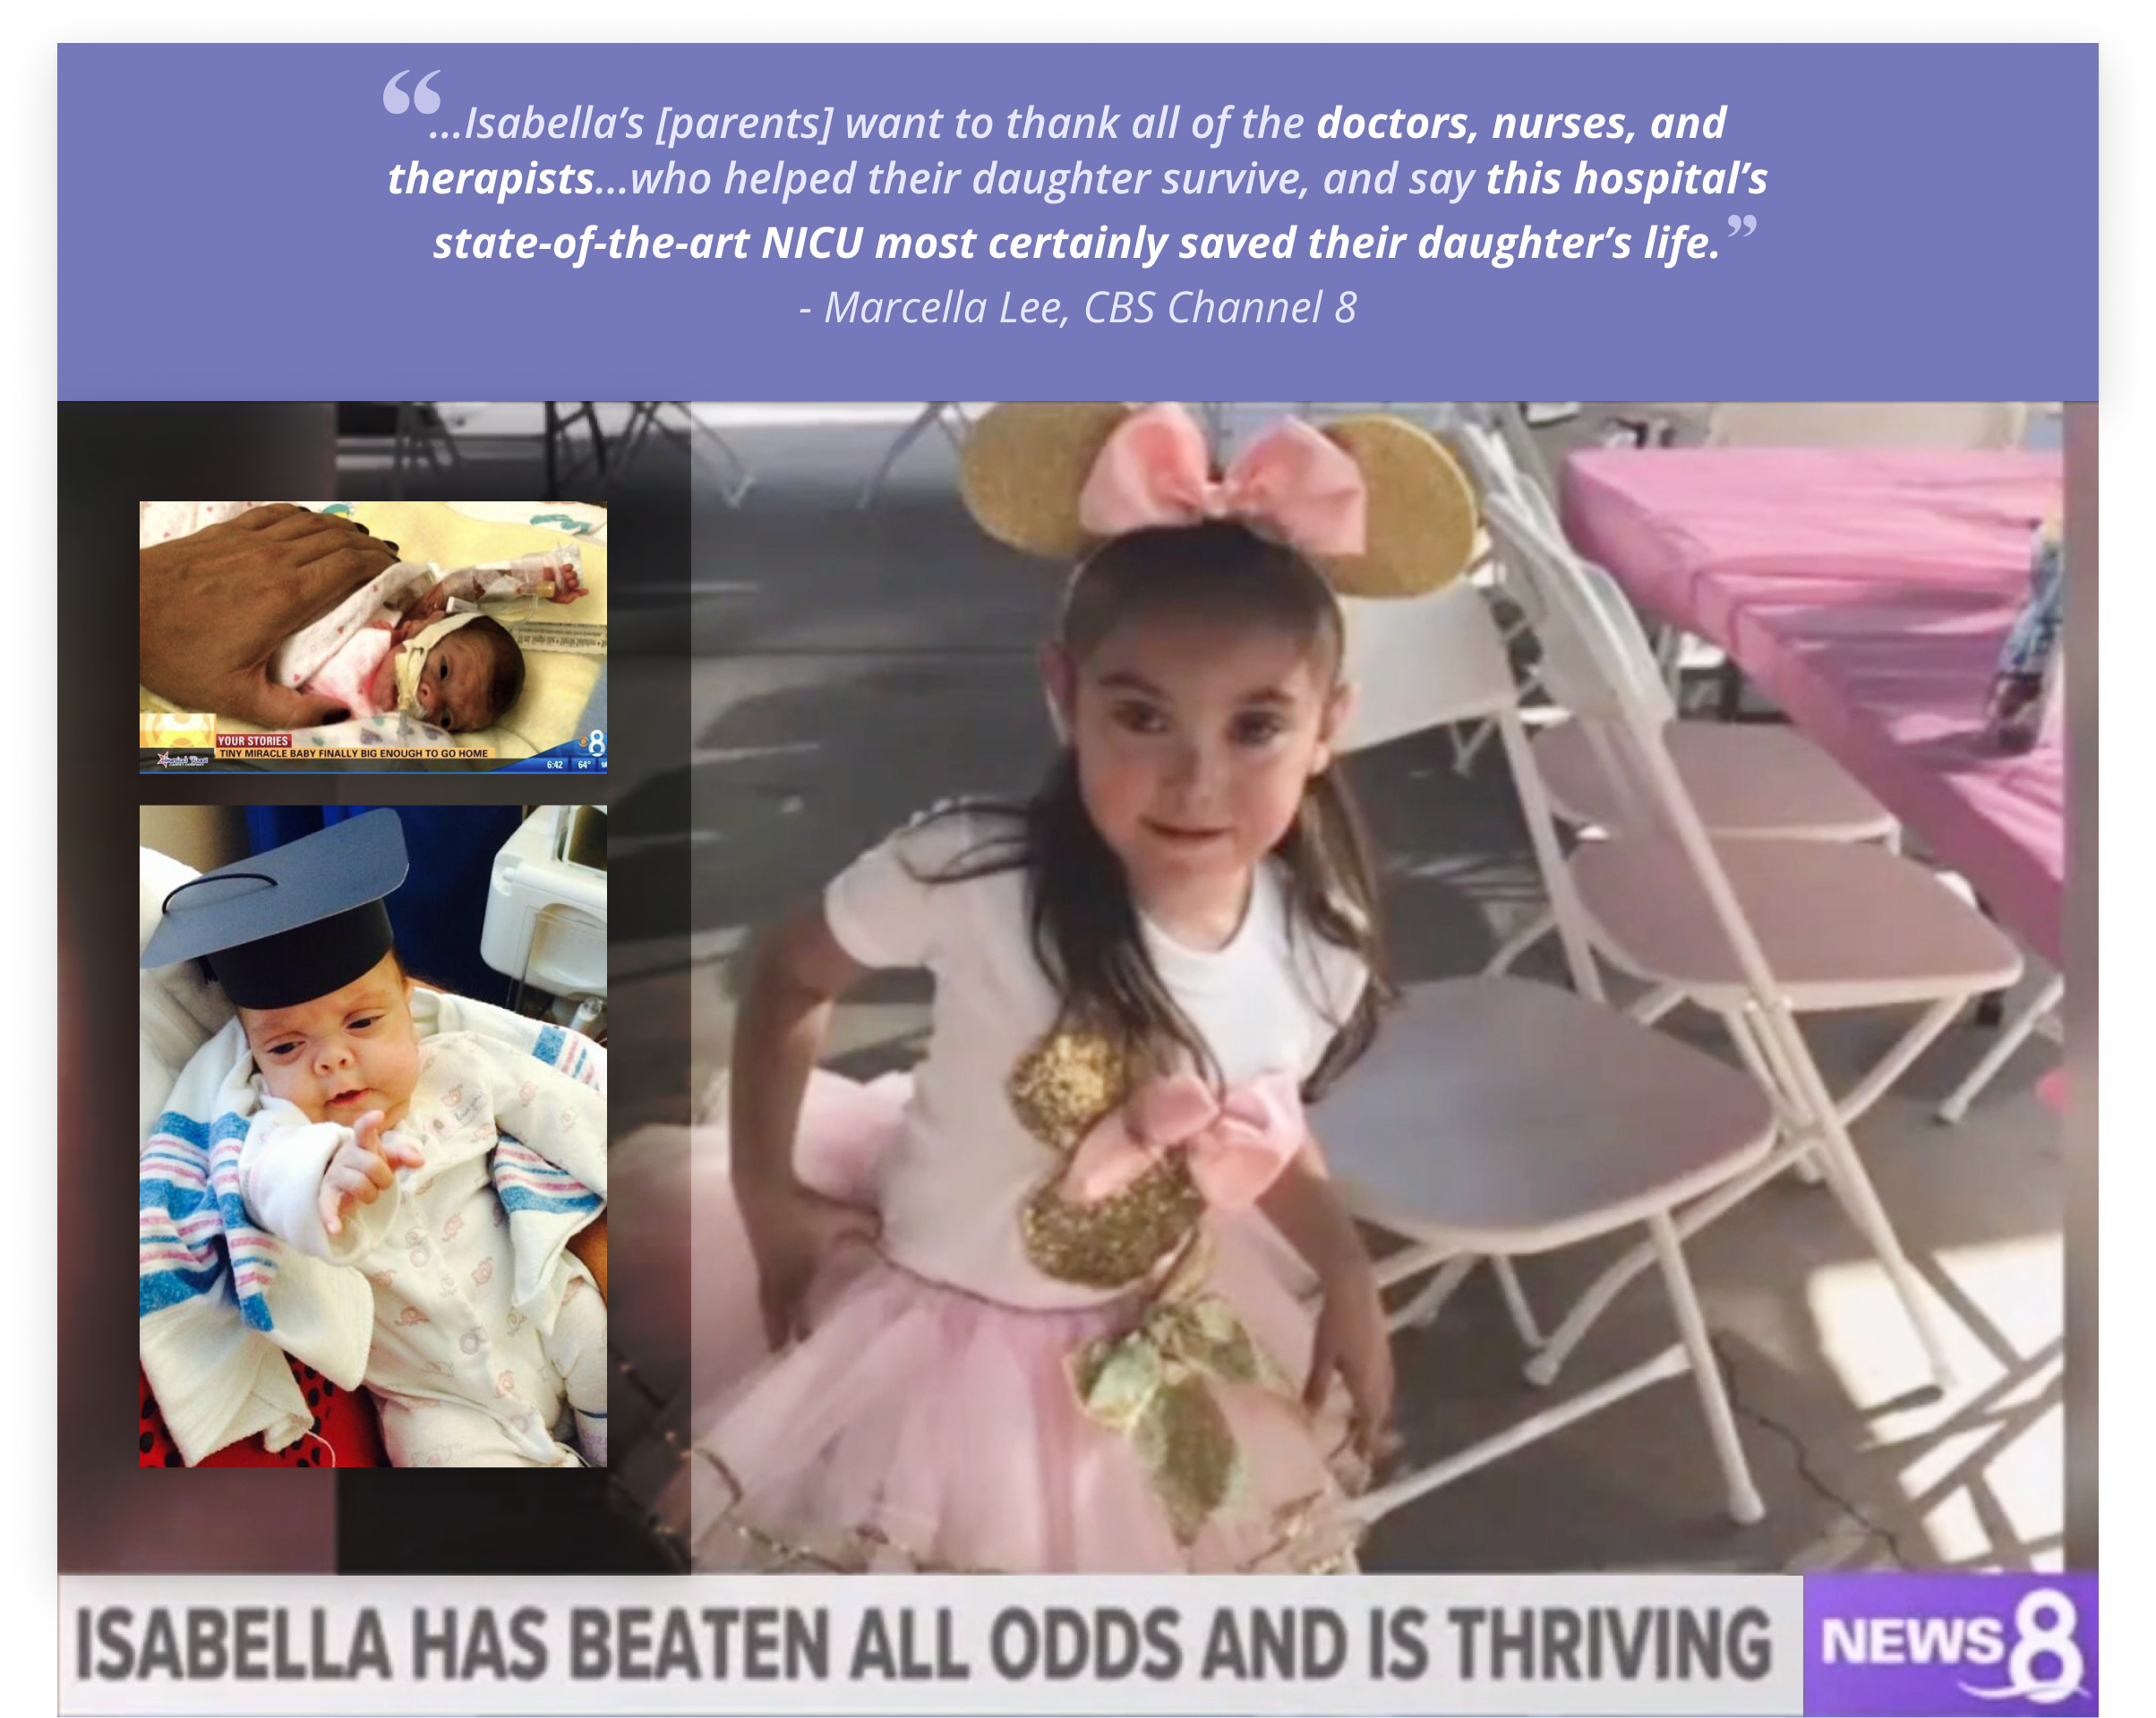 “…Isabella’s [parents] want to thank all of the doctors, nurses, and
therapists…who helped their daughter survive, and say this hospital’s
state-of-the-art NICU most certainly saved their daughter’s life.”
- Marcella Lee, CBS Channel 8
YOUR STORIES
TINY MIRACLE BABY FINALLY BIG ENOUGH TO GO HOME
8
6:42 64°
ISABELLA HAS BEATEN ALL ODDS AND IS THRIVING
NEWS 8